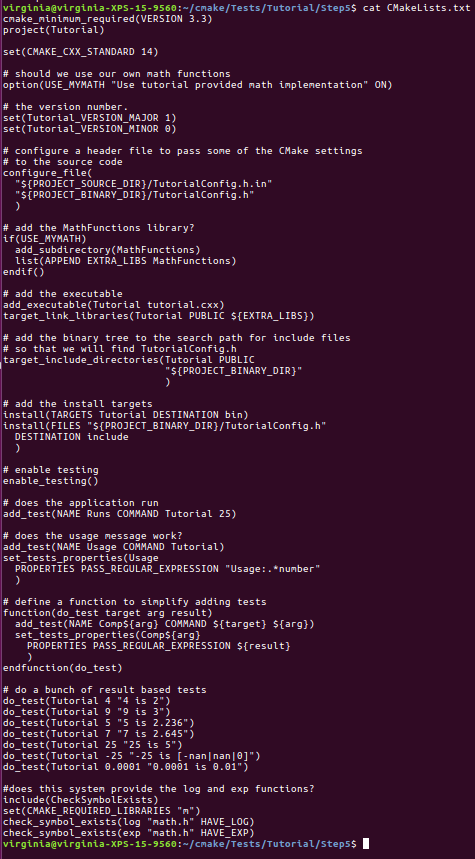 virginia@virginia-XPS-15-9560:~/cmake/Tests/Tutorial/Step5$ cat CMakeLists.txt
cmake_minimum_required(VERSION 3.3)
project(Tutorial)
set(CMAKE_CXX_STANDARD 14)
# should we use our own math functions
option(USE_MYMATH "Use tutorial provided math implementation" ON)
# the version number.
set(Tutorial_VERSION_MAJOR 1)
set(Tutorial_VERSION_MINOR 0)
# configure a header file to pass some of the CMake settings
# to the source code
configure_file(
  "${PROJECT_SOURCE_DIR}/TutorialConfig.h.in"
  "${PROJECT_BINARY_DIR}/TutorialConfig.h"
  )
# add the MathFunctions library?
if(USE_MYMATH)
  add_subdirectory(MathFunctions)
  list(APPEND EXTRA_LIBS MathFunctions)
endif()
# add the executable
add_executable(Tutorial tutorial.cxx)
target_link_libraries(Tutorial PUBLIC ${EXTRA_LIBS})
# add the binary tree to the search path for include files
# so that we will find TutorialConfig.h
target_include_directories(Tutorial PUBLIC
                           "${PROJECT_BINARY_DIR}"
                           )
# add the install targets
install(TARGETS Tutorial DESTINATION bin)
install(FILES "${PROJECT_BINARY_DIR}/TutorialConfig.h"
  DESTINATION include
  )
# enable testing
enable_testing()
# does the application run
add_test(NAME Runs COMMAND Tutorial 25)
# does the usage message work?
add_test(NAME Usage COMMAND Tutorial)
set_tests_properties(Usage
  PROPERTIES PASS_REGULAR_EXPRESSION "Usage:.*number"
  )
# define a function to simplify adding tests
function(do_test target arg result)
  add_test(NAME Comp${arg} COMMAND ${target} ${arg})
  set_tests_properties(Comp${arg}
    PROPERTIES PASS_REGULAR_EXPRESSION ${result}
    )
endfunction(do_test)
# do a bunch of result based tests
do_test(Tutorial 4 "4 is 2")
do_test(Tutorial 9 "9 is 3")
do_test(Tutorial 5 "5 is 2.236")
do_test(Tutorial 7 "7 is 2.645")
do_test(Tutorial 25 "25 is 5")
do_test(Tutorial -25 "-25 is [-nan|nan|0]")
do_test(Tutorial 0.0001 "0.0001 is 0.01")
#does this system provide the log and exp functions?
include(CheckSymbolExists)
set(CMAKE_REQUIRED_LIBRARIES "m")
check_symbol_exists(log "math.h" HAVE_LOG)
check_symbol_exists(exp "math.h" HAVE_EXP)
virginia@virginia-XPS-15-9560:~/cmake/Tests/Tutorial/Step5$